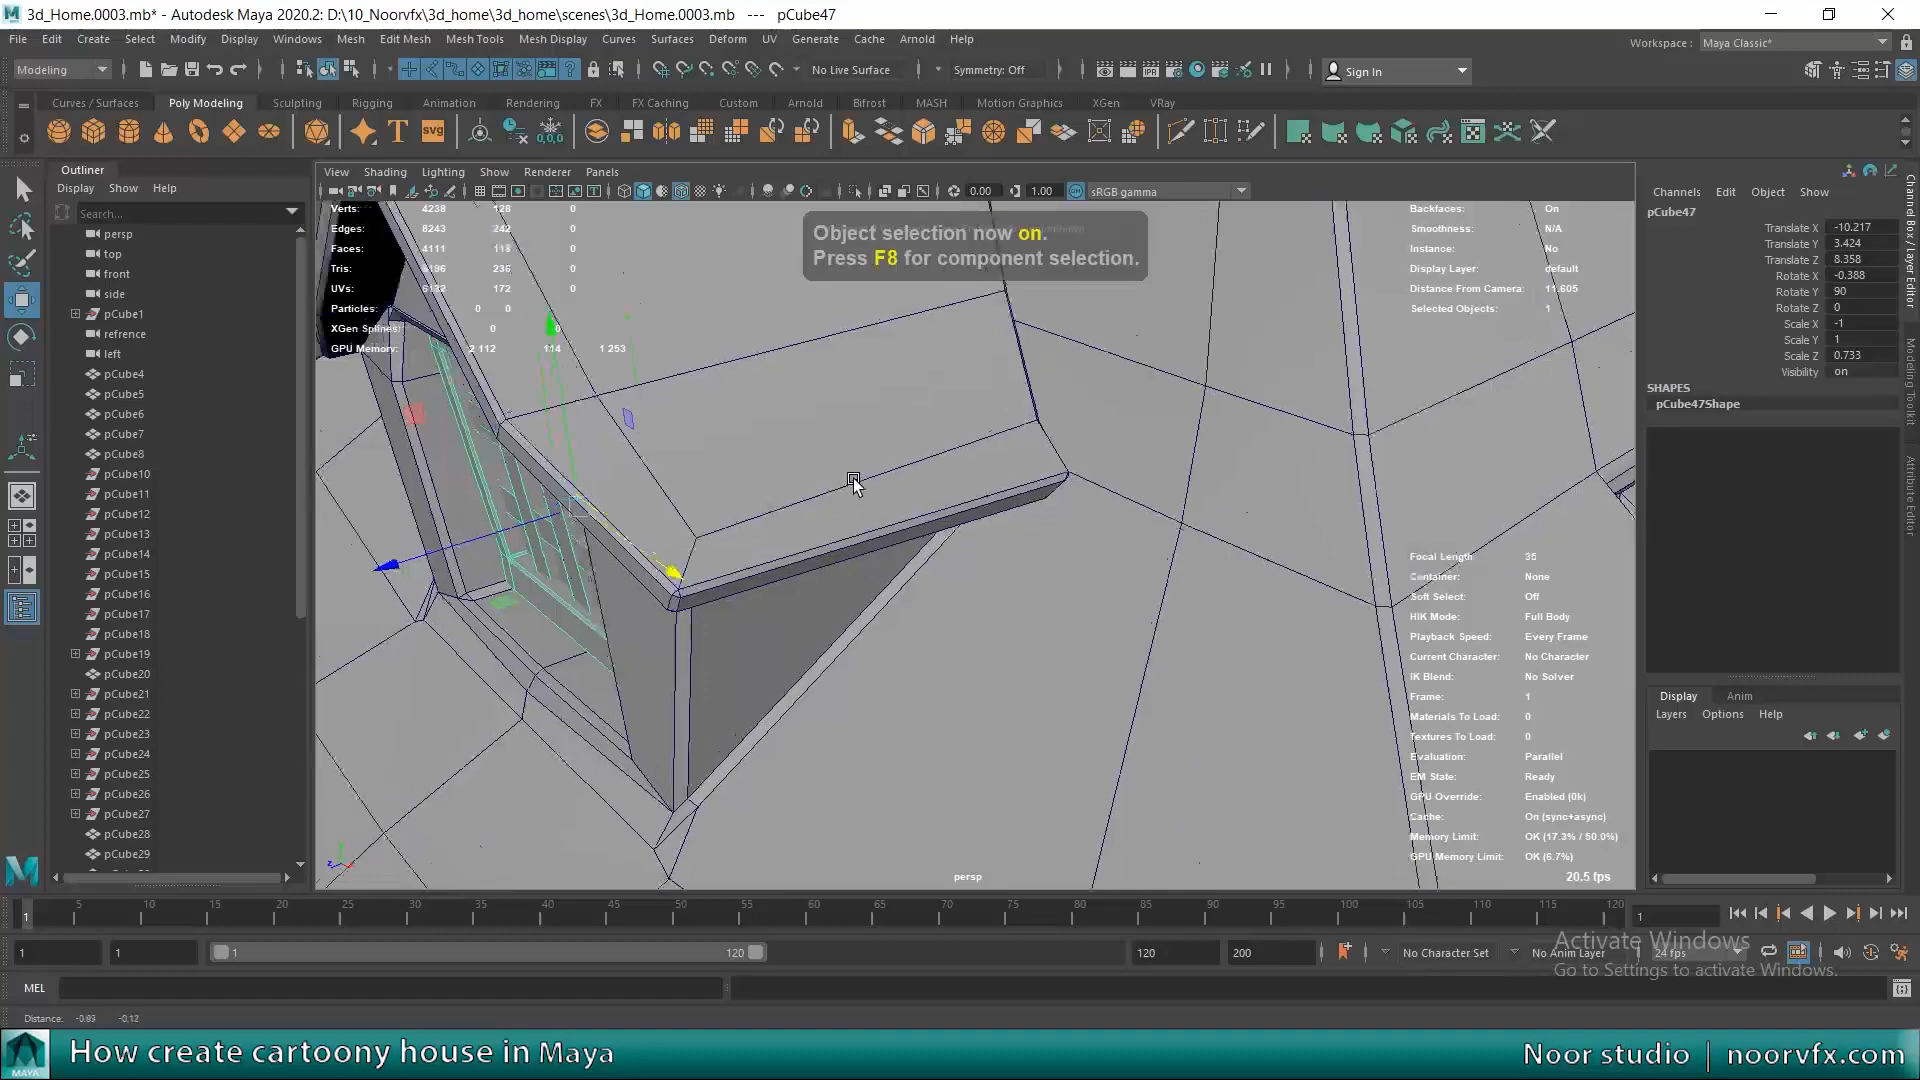 3d_Home.0003.mb* - Autodesk Maya 2020.2: D:\10_Noorvfx\3d_home\3d_home\scenes\3d_Home.0003.mb --- pCube47
File Edit Create Select Modify Display Windows Mesh Edit Mesh Mesh Tools Mesh Display Curves Surfaces Deform UV Generate Cache Arnold Help
Workspace : Maya Classic*
Modeling No Live Surface Symmetry: Off Sign In
Curves / Surfaces Poly Modeling Sculpting Rigging Animation Rendering FX FX Caching Custom Arnold Bifrost MASH Motion Graphics XGen VRay
Outliner
Display Show Help
Search...
persp
top
front
side
pCube1
refrence
left
pCube4
pCube5
pCube6
pCube7
pCube8
pCube10
pCube11
pCube12
pCube13
pCube14
pCube15
pCube16
pCube17
pCube18
pCube19
pCube20
pCube21
pCube22
pCube23
pCube24
pCube25
pCube26
pCube27
pCube28
pCube29
View Shading Lighting Show Renderer Panels
0.00 1.00 sRGB gamma
Verts: 4238 128 0
Edges: 8243 242 0
Faces: 4111 118 0
Tris: 236 0
UVs: 6132 172 0
Particles: 0 0
XGen Splines: 0 0
GPU Memory: 2 112 114 1 253
Object selection now on.
Press F8 for component selection.
Backfaces: On
Smoothness: N/A
Instance: No
Display Layer: default
Distance From Camera: 11.605
Selected Objects: 1
Focal Length 35
Container: None
Soft Select: Off
HIK Mode: Full Body
Playback Speed: Every Frame
Current Character: No Character
IK Blend: No Solver
Frame: 1
Materials To Load: 0
Textures To Load: 0
Evaluation: Parallel
EM State: Ready
GPU Override: Enabled (0k)
Cache: On (sync+async)
Memory Limit: OK (17.3% / 50.0%)
GPU Memory Limit: OK (6.7%)
20.5 fps
persp
Channels Edit Object Show
pCube47
Translate X -10.217
Translate Y 3.424
Translate Z 8.358
Rotate X -0.388
Rotate Y 90
Rotate Z 0
Scale X -1
Scale Y 1
Scale Z 0.733
Visibility on
SHAPES
pCube47Shape
Channel Box / Layer Editor
Modeling Toolkit
Attribute Editor
Display Anim
Layers Options Help
1 5 10 15 20 25 30 35 40 45 50 55 60 65 70 75 80 85 90 95 100 105 110 115 120
1
1 1 1 120 120 200 No Character Set No Anim Layer 24 fps
Activate Windows
Go to Settings to activate Windows.
MEL
Distance: -0.89 -0.12
MAYA
How create cartoony house in Maya
Noor studio | noorvfx.com